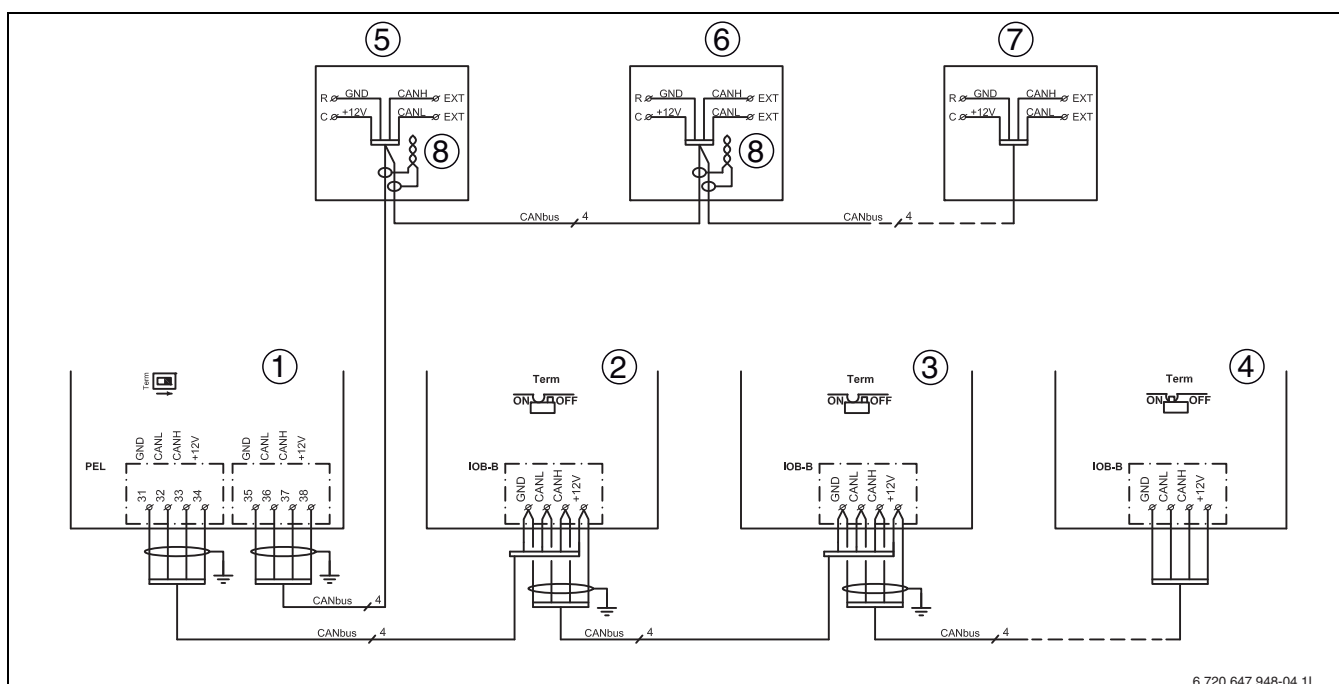 5 6 7
R GND CANH EXT
C +12V CANL EXT
8
R GND CANH EXT
C +12V CANL EXT
8
R GND CANH EXT
C +12V CANL EXT
CANbus 4
CANbus 4
1 2 3 4
Term
Term
ON OFF
Term
ON OFF
Term
ON OFF
PEL
GND CANL CANH +12V
31 32 33 34
GND CANL CANH +12V
35 36 37 38
IOB-B
GND CANL CANH +12V
IOB-B
GND CANL CANH +12V
IOB-B
GND CANL CANH +12V
CANbus 4
CANbus 4
CANbus 4
CANbus 4
6 720 647 948-04.1I